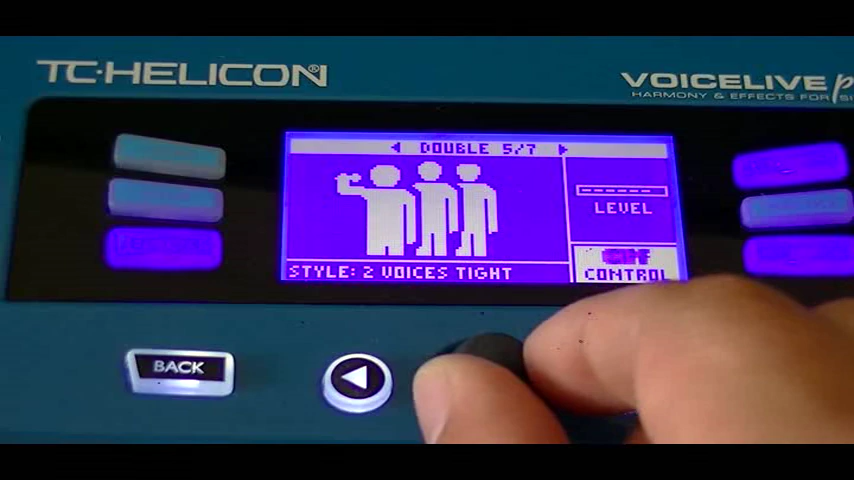 TC·HELICON®
VOICELIVE
HARMONY & EFFECTS FOR
DOUBLE 5/7
LEVEL
STYLE: 2 VOICES TIGHT
CONTROL
BACK